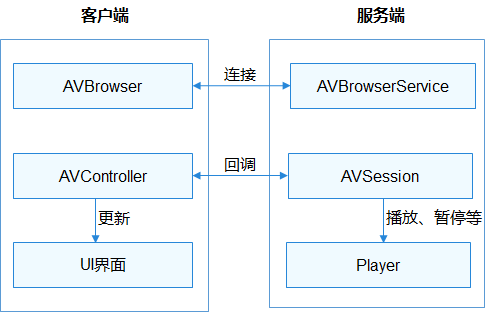 客户端
服务端
AVBrowser
连接
AVBrowserService
AVController
回调
AVSession
更新
播放、暂停等
UI界面
Player